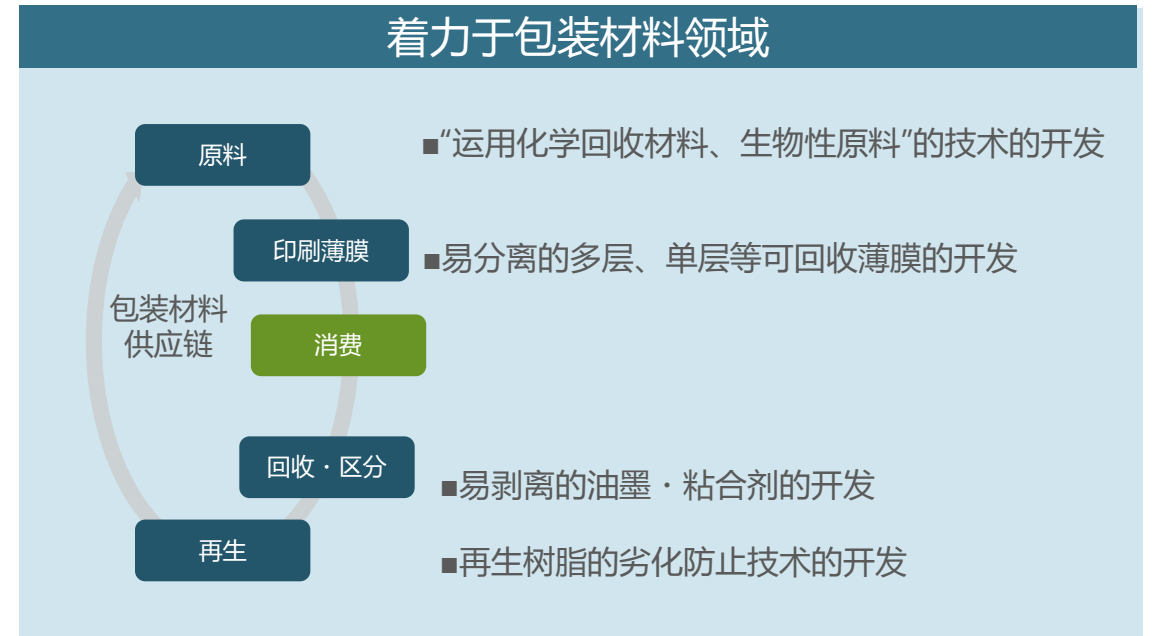 着力于包装材料领域
原料
■“运用化学回收材料、生物性原料”的技术的开发
印刷薄膜
■易分离的多层、单层等可回收薄膜的开发
包装材料
供应链
消费
回收・区分
■易剥离的油墨・粘合剂的开发
再生
■再生树脂的劣化防止技术的开发